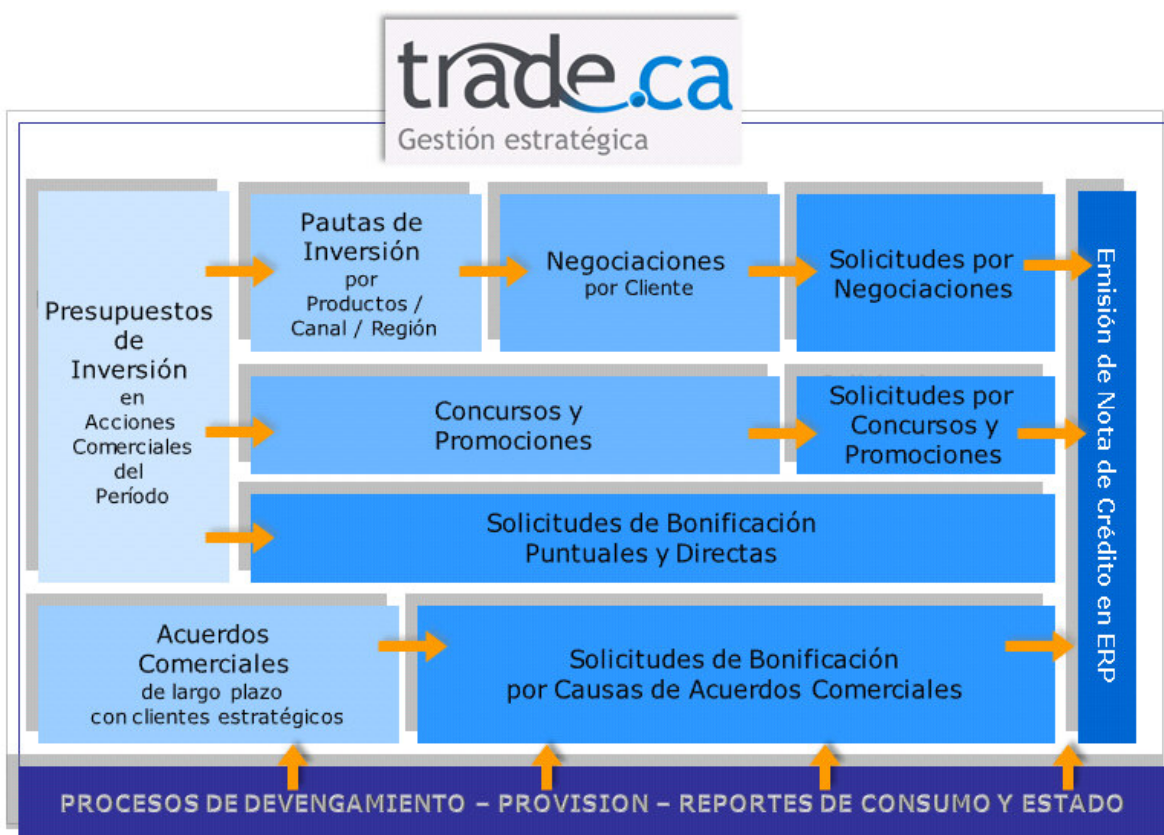 trade.ca
Gestión estratégica
Presupuestos
de
Inversión
en
Acciones
Comerciales
del
Período
Pautas de
Inversión
por
Productos /
Canal / Región
Negociaciones
por Cliente
Solicitudes por
Negociaciones
Concursos y
Promociones
Solicitudes por
Concursos y
Promociones
Solicitudes de Bonificación
Puntuales y Directas
Acuerdos
Comerciales
de largo plazo
con clientes estratégicos
Solicitudes de Bonificación
por Causas de Acuerdos Comerciales
Emisión de Nota de Crédito en ERP
PROCESOS DE DEVENGAMIENTO – PROVISION – REPORTES DE CONSUMO Y ESTADO